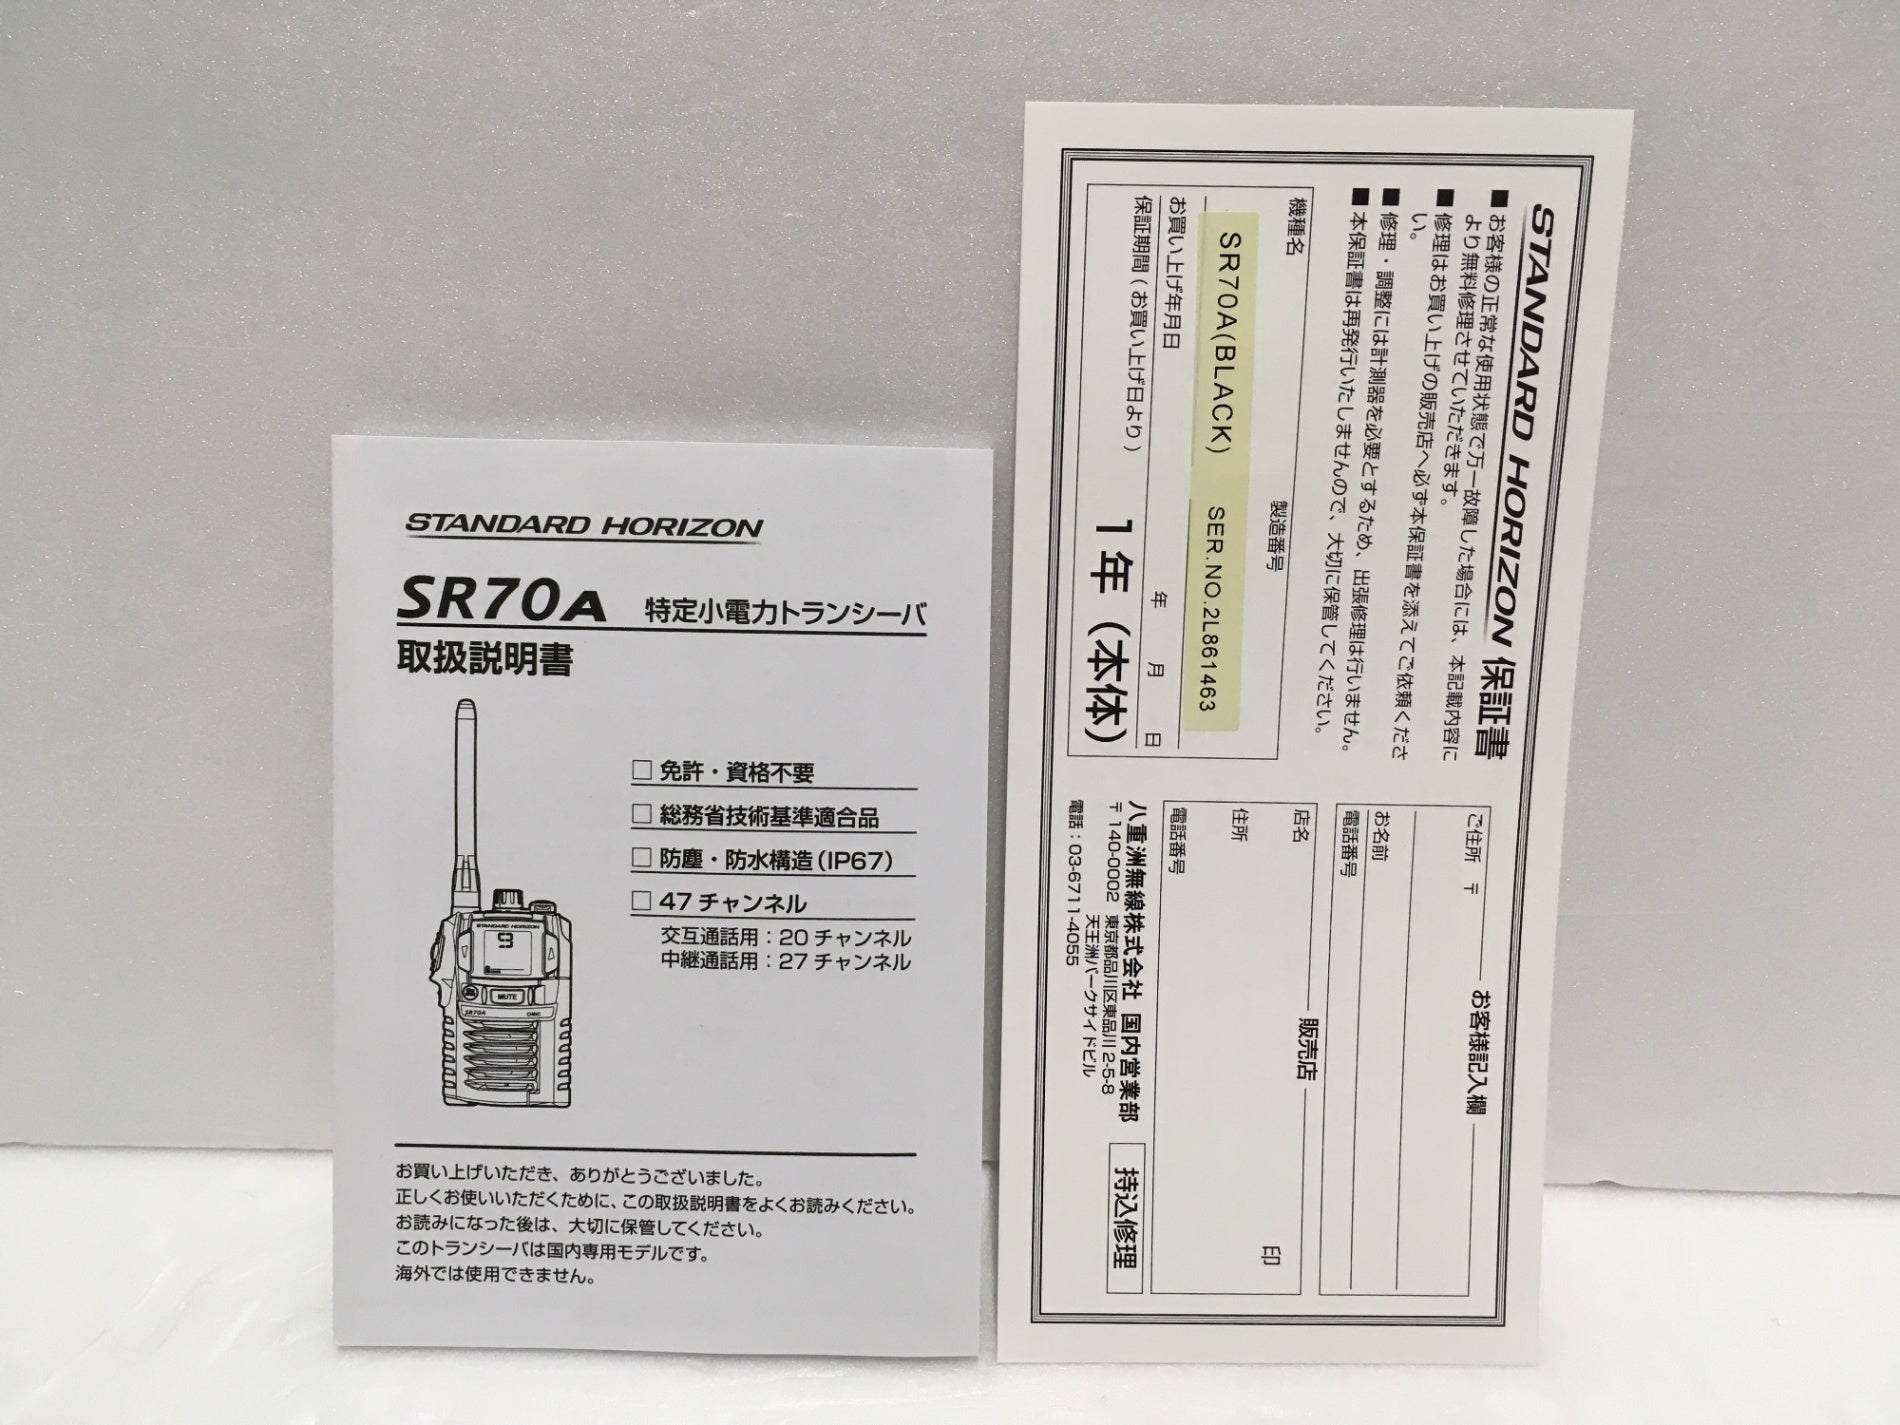 STANDARD HORIZON
SR70A 特定小電力トランシーバ
取扱説明書
□ 免許・資格不要
□ 総務省技術基準適合品
□ 防塵・防水構造(IP67)
□ 47 チャンネル
交互通話用：20 チャンネル
中継通話用：27 チャンネル
STANDARD HORIZON
9
MUTE
SR70A
お買い上げいただき、ありがとうございました。
正しくお使いいただくために、この取扱説明書をよくお読みください。
お読みになった後は、大切に保管してください。
このトランシーバは国内専用モデルです。
海外では使用できません。
STANDARD HORIZON 保証書
■ お客様の正常な使用状態で万一故障した場合には、本記載内容に
より無料修理させていただきます。
■ 修理はお買い上げの販売店へ必ず本保証書を添えてご依頼くださ
い。
■ 修理・調整には計測器を必要とするため、出張修理は行いません。
■ 本保証書は再発行いたしませんので、大切に保管してください。
機種名 製造番号
SR70A(BLACK) SER.NO.2L861463
お買い上げ年月日 年 月 日
保証期間(お買い上げ日より) 1年(本体)
お客様記入欄
ご住所 〒
お名前
電話番号
販売店
店名
住所 印
電話番号
八重洲無線株式会社 国内営業部
〒140-0002 東京都品川区東品川2-5-8
天王洲パークサイドビル
電話：03-6711-4055
持込修理